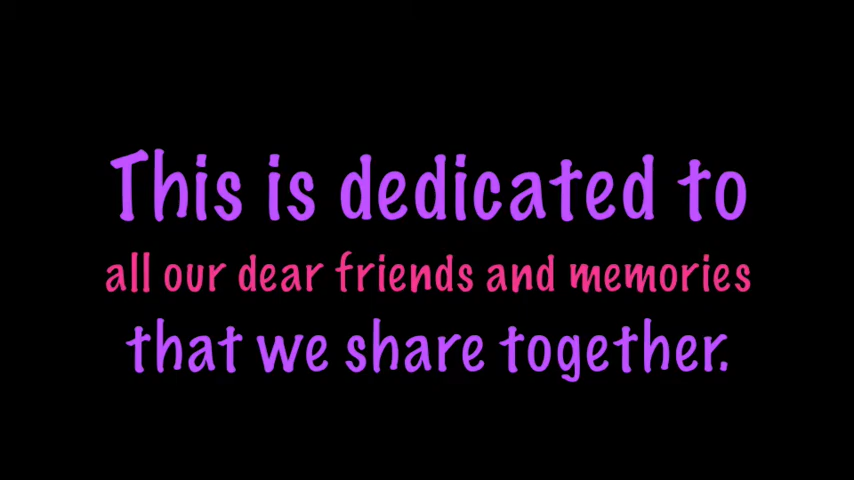 This is dedicated to
all our dear friends and memories
that we share together.